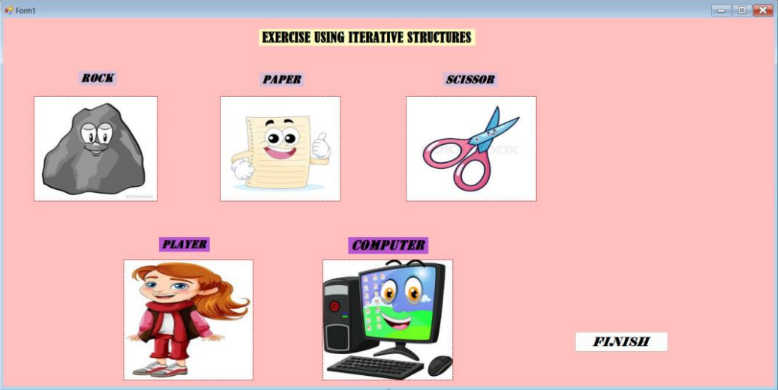 Form1
EXERCISE USING ITERATIVE STRUCTURES
ROCK
PAPER
SCISSOR
PLAYER
COMPUTER
FINISH